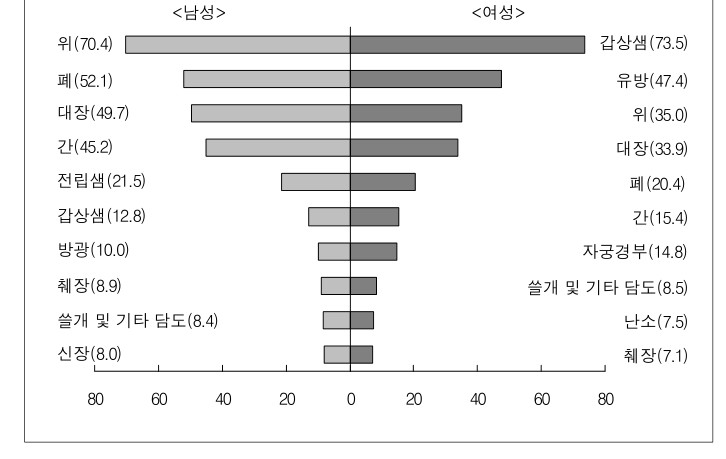 <남성> <여성>
위(70.4) 갑상샘(73.5)
폐(52.1) 유방(47.4)
대장(49.7) 위(35.0)
간(45.2) 대장(33.9)
전립샘(21.5) 폐(20.4)
갑상샘(12.8) 간(15.4)
방광(10.0) 자궁경부(14.8)
췌장(8.9) 쓸개 및 기타 담도(8.5)
쓸개 및 기타 담도(8.4) 난소(7.5)
신장(8.0) 췌장(7.1)
80 60 40 20 0 20 40 60 80